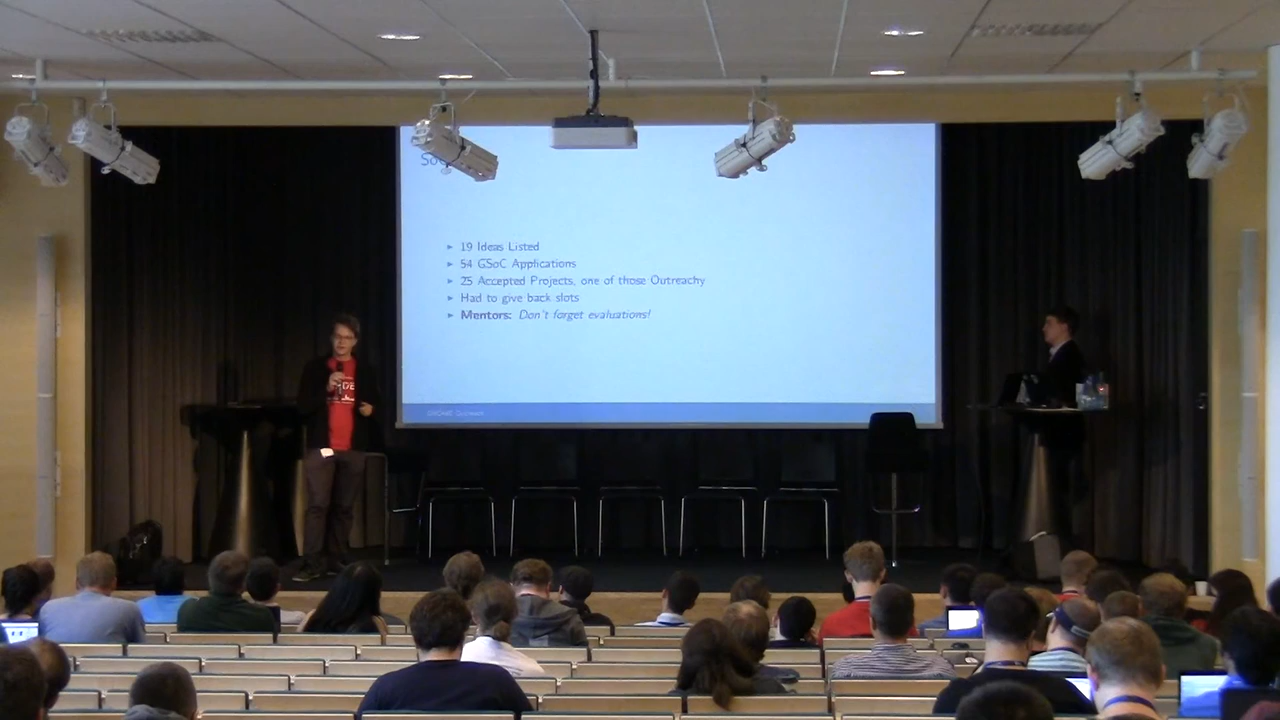 19 Ideas Listed
54 GSoC Applications
25 Accepted Projects, one of those Outreachy
Had to give back slots
Mentors: Don't forget evaluations!